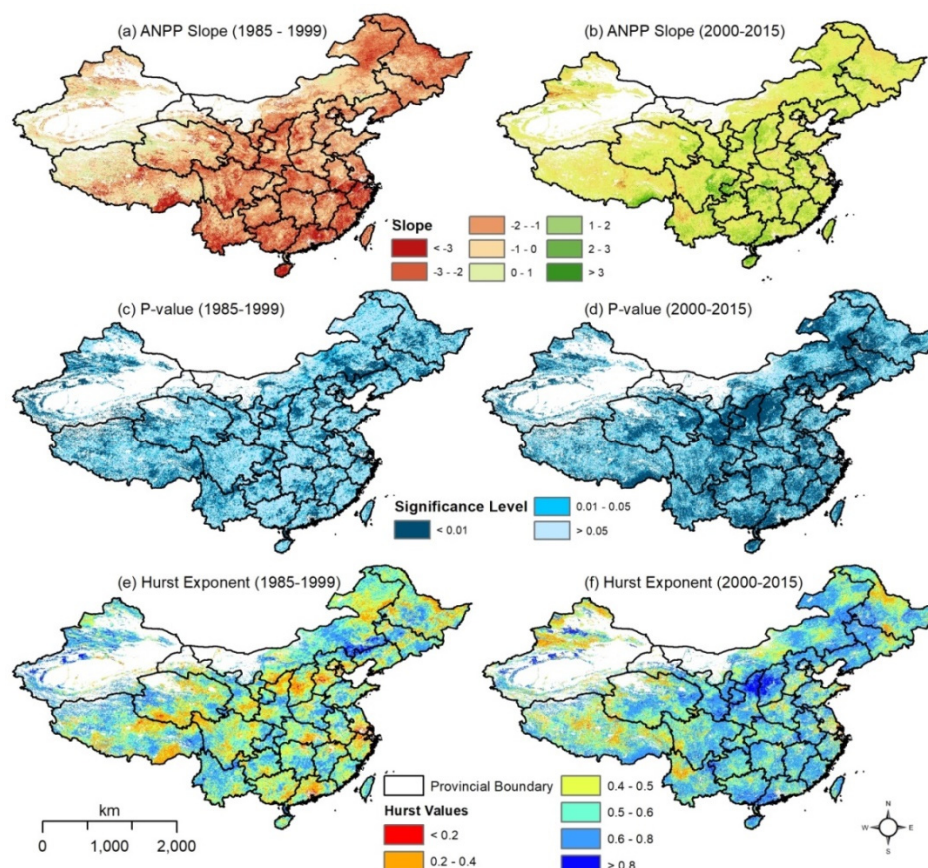 (a) ANPP Slope (1985 - 1999)
(b) ANPP Slope (2000-2015)
Slope
< -3
-3 - -2
-2 - -1
-1 - 0
0 - 1
1 - 2
2 - 3
> 3
(c) P-value (1985-1999)
(d) P-value (2000-2015)
Significance Level
< 0.01
0.01 - 0.05
> 0.05
(e) Hurst Exponent (1985-1999)
(f) Hurst Exponent (2000-2015)
km
0 1,000 2,000
Provincial Boundary
Hurst Values
< 0.2
0.2 - 0.4
0.4 - 0.5
0.5 - 0.6
0.6 - 0.8
> 0.8
N
W E
S